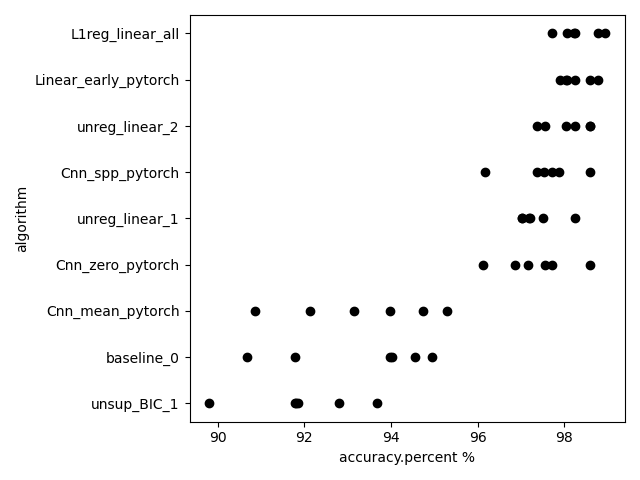 L1reg_linear_all
Linear_early_pytorch
unreg_linear_2
Cnn_spp_pytorch
unreg_linear_1
Cnn_zero_pytorch
Cnn_mean_pytorch
baseline_0
unsup_BIC_1
algorithm
90 92 94 96 98
accuracy.percent %